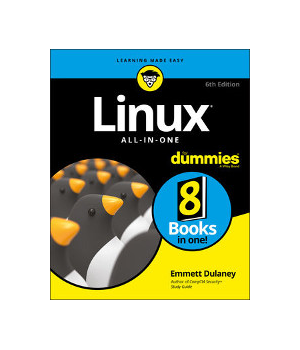 LEARNING MADE EASY
6th Edition
Linux®
ALL-IN-ONE
for
dummies®
A Wiley Brand
8
Books
in one!
Emmett Dulaney
Author of CompTIA Security+
Study Guide